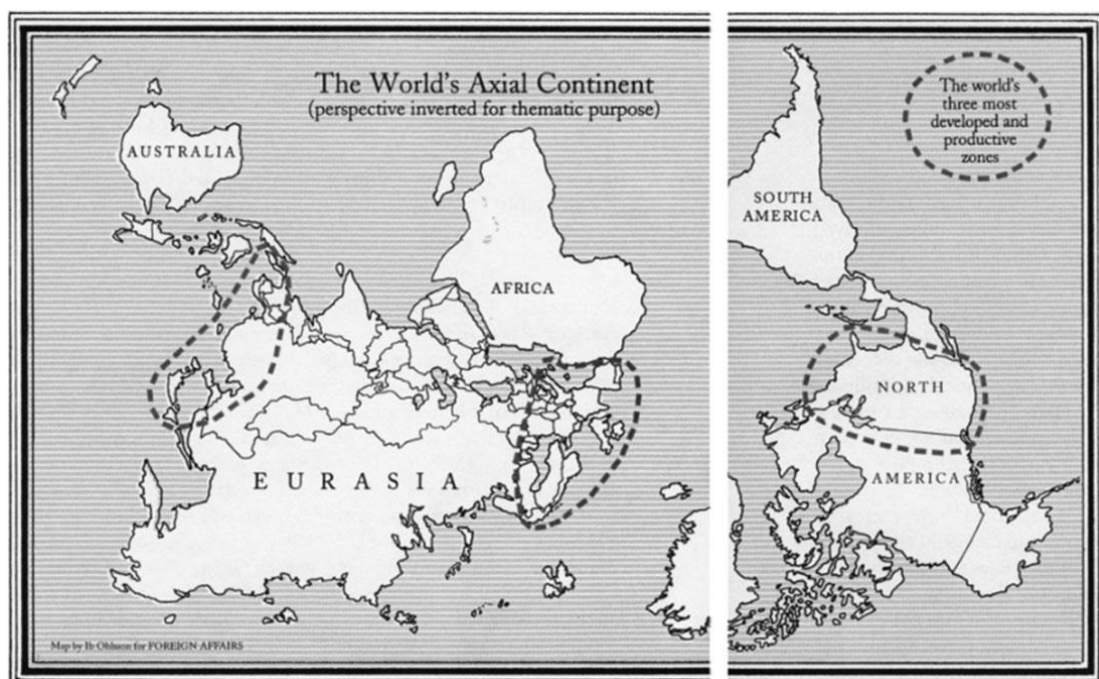 The World's Axial Continent
(perspective inverted for thematic purpose)
The world's
three most
developed and
productive
zones
AUSTRALIA
SOUTH
AMERICA
AFRICA
NORTH
AMERICA
EURASIA
Map by Ib Ohlsson for FOREIGN AFFAIRS